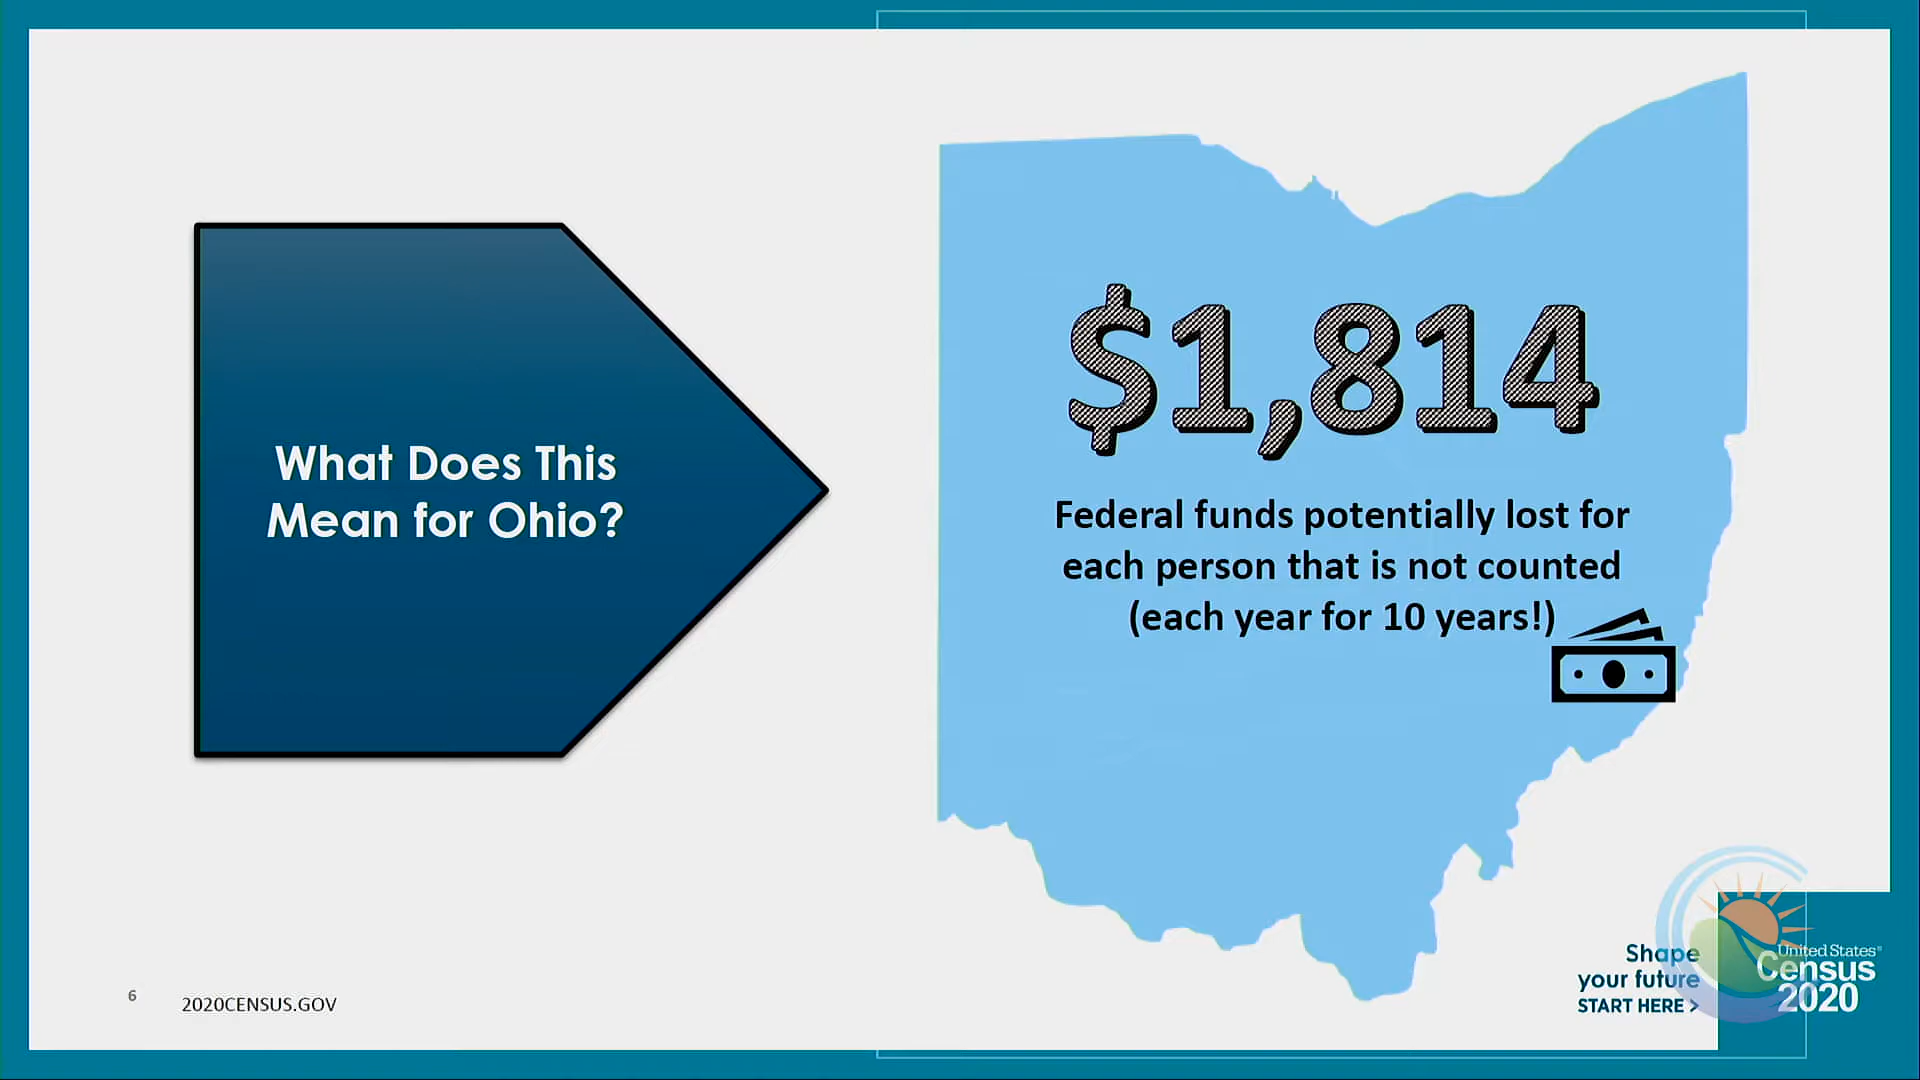 What Does This
Mean for Ohio?
$1,814
Federal funds potentially lost for
each person that is not counted
(each year for 10 years!)
6
2020CENSUS.GOV
Shape
your future
START HERE >
United States®
Census
2020